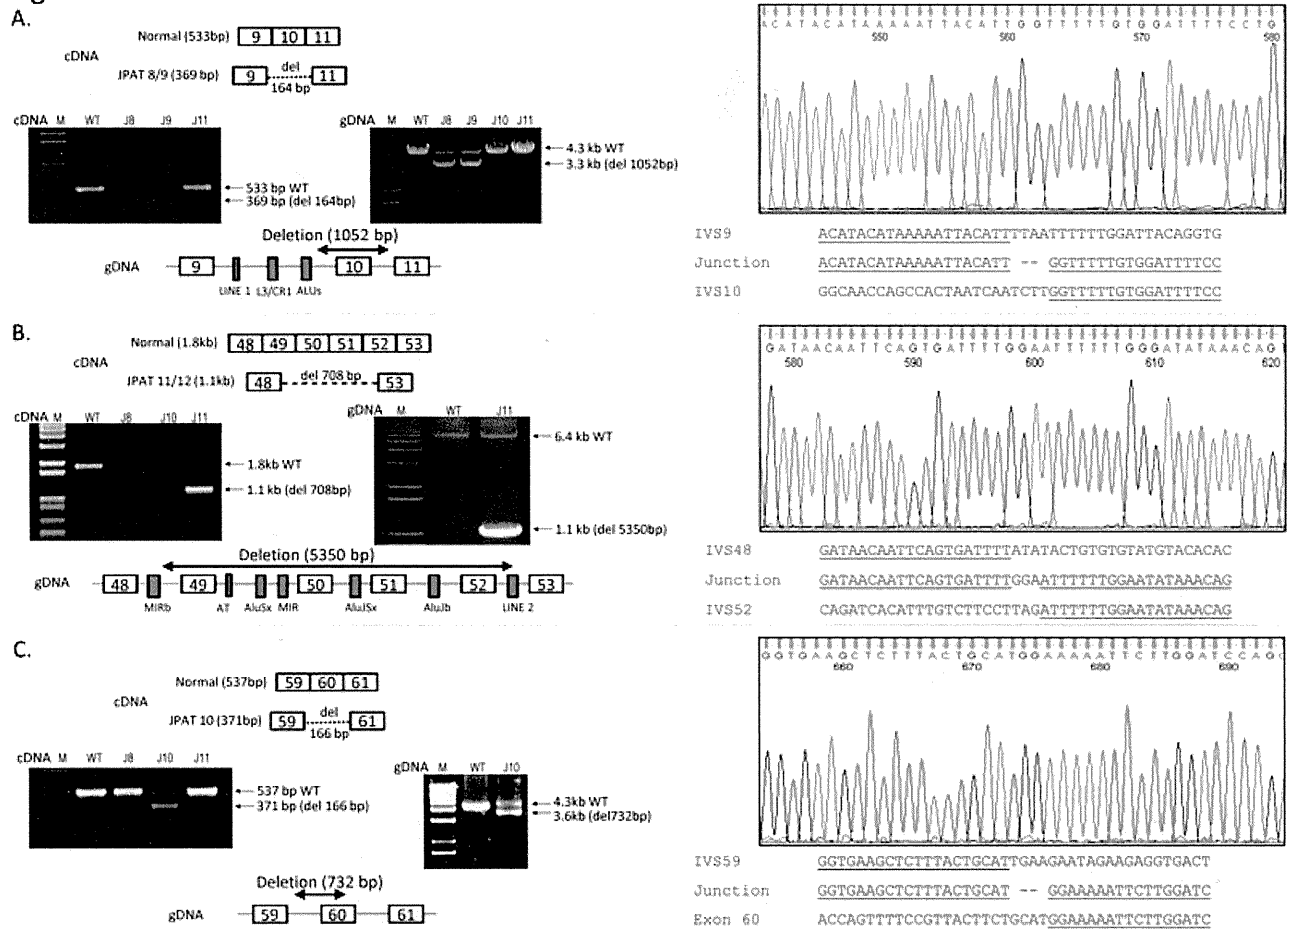 A.
Normal (533bp) 9 10 11
cDNA
JPAT 8/9 (369 bp) 9 del 164 bp 11
cDNA M WT J8 J9 J11
533 bp WT
369 bp (del 164bp)
gDNA M WT J8 J9 J10 J11
4.3 kb WT
3.3 kb (del 1052bp)
Deletion (1052 bp)
gDNA 9 10 11
LINE 1 L3/CR1 ALUs
ACATACATAAAAATTACATTGGTTTTTGTGGATTTTCCTG
550 560 570 580
IVS9 ACATACATAAAAATTACATTTTAATTTTTTGGATTACAGGTG
Junction ACATACATAAAAATTACATT -- GGTTTTTGTGGATTTTCC
IVS10 GGCAACCAGCCACTAATCAATCTTGGTTTTTGTGGATTTTCC
B.
Normal (1.8kb) 48 49 50 51 52 53
cDNA
JPAT 11/12 (1.1kb) 48 del 708 bp 53
cDNA M WT J8 J10 J11
1.8kb WT
1.1 kb (del 708bp)
gDNA M WT J11
6.4 kb WT
1.1 kb (del 5350bp)
Deletion (5350 bp)
gDNA 48 49 50 51 52 53
MIRb AT AluSx MIR AluJSx AluJb LINE 2
GATAACAATTCAGTGATTTTGGAATTTTTTGGGATATAAACAG
580 590 600 610 620
IVS48 GATAACAATTCAGTGATTTTATATACTGTGTGTATGTACACAC
Junction GATAACAATTCAGTGATTTTGGAATTTTTTGGAATATAAACAG
IVS52 CAGATCACATTTGTCTTCCTTAGATTTTTTGGAATATAAACAG
C.
Normal (537bp) 59 60 61
cDNA
JPAT 10 (371bp) 59 del 166 bp 61
cDNA M WT J8 J10 J11
537 bp WT
371 bp (del 166 bp)
gDNA M WT J10
4.3kb WT
3.6kb (del732bp)
Deletion (732 bp)
gDNA 59 60 61
GGTGAAGCTCTTTACTGCATGGAAAAATTCTTGGATCCAG
660 670 680 690
IVS59 GGTGAAGCTCTTTACTGCATTGAAGAATAGAAGAGGTGACT
Junction GGTGAAGCTCTTTACTGCAT -- GGAAAAATTCTTGGATC
Exon 60 ACCAGTTTTCCGTTACTTCTGCATGGAAAAATTCTTGGATC